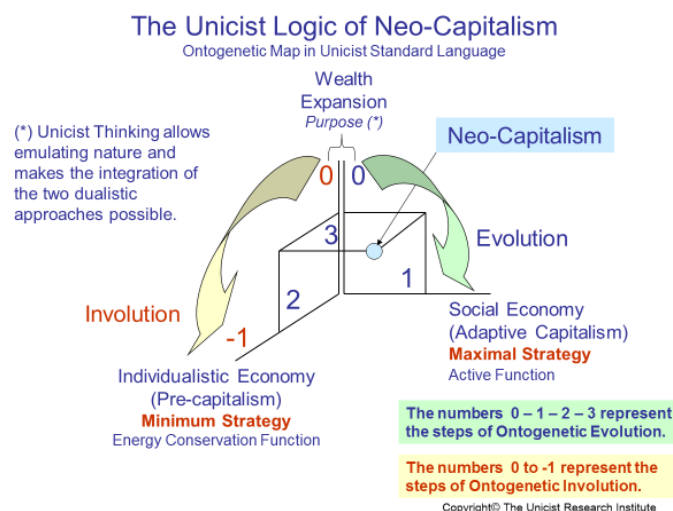 The Unicist Logic of Neo-Capitalism
Ontogenetic Map in Unicist Standard Language
Wealth
Expansion
Purpose (*)
(*) Unicist Thinking allows
emulating nature and
makes the integration of
the two dualistic
approaches possible.
Neo-Capitalism
0
0
3
Evolution
2
1
Involution
-1
Social Economy
(Adaptive Capitalism)
Maximal Strategy
Active Function
Individualistic Economy
(Pre-capitalism)
Minimum Strategy
Energy Conservation Function
The numbers 0 – 1 – 2 – 3 represent
the steps of Ontogenetic Evolution.
The numbers 0 to -1 represent the
steps of Ontogenetic Involution.
Copyright© The Unicist Research Institute